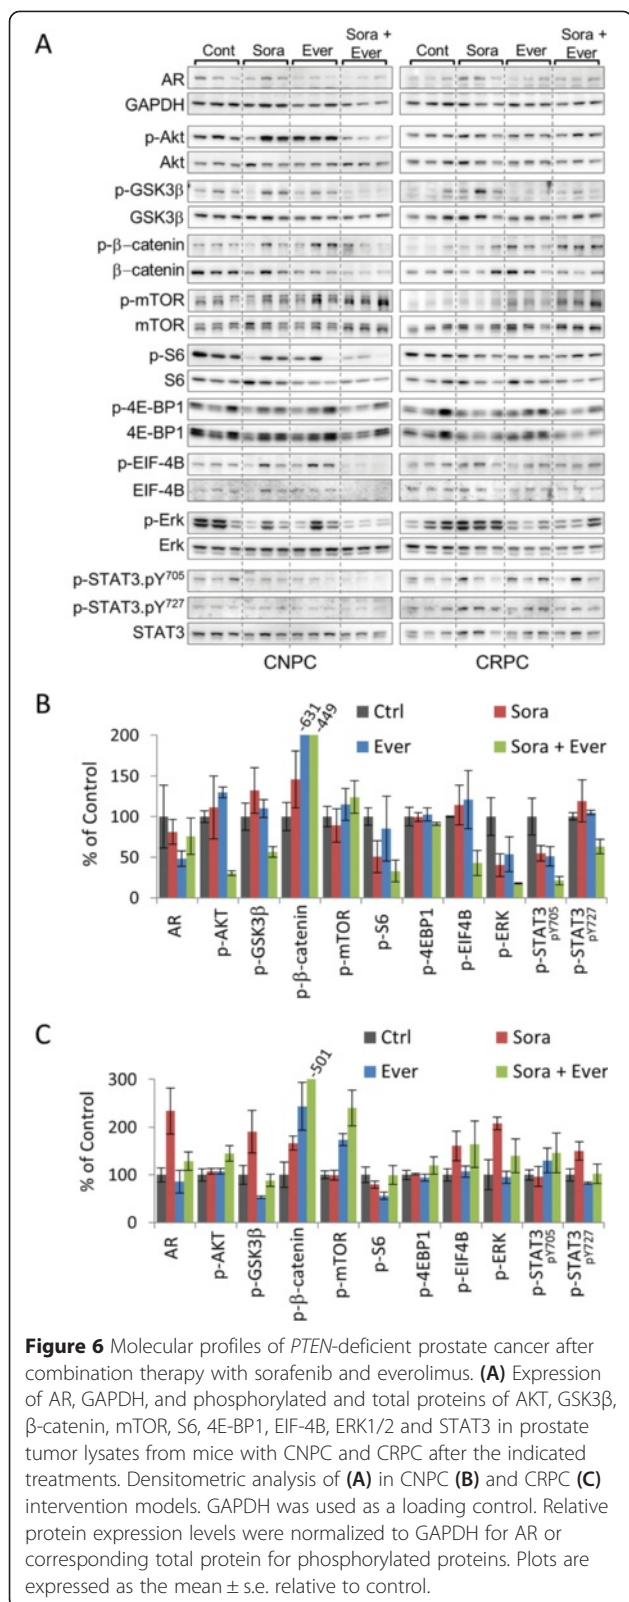 A
Cont Sora Ever Sora + Ever Cont Sora Ever Sora + Ever
AR
GAPDH
p-Akt
Akt
p-GSK3β
GSK3β
p-β-catenin
β-catenin
p-mTOR
mTOR
p-S6
S6
p-4E-BP1
4E-BP1
p-EIF-4B
EIF-4B
p-Erk
Erk
p-STAT3.pY⁷⁰⁵
p-STAT3.pY⁷²⁷
STAT3
CNPC CRPC
B
% of Control
200
150
100
50
0
-631
-449
Ctrl Sora
Ever Sora + Ever
AR
p-AKT
p-GSK3β
p-β-catenin
p-mTOR
p-S6
p-4EBP1
p-EIF4B
p-ERK
p-STAT3 pY705
p-STAT3 pY727
C
% of Control
300
200
100
0
-501
Ctrl Sora
Ever Sora + Ever
AR
p-AKT
p-GSK3β
p-β-catenin
p-mTOR
p-S6
p-4EBP1
p-EIF4B
p-ERK
p-STAT3 pY705
p-STAT3 pY727
Figure 6 Molecular profiles of PTEN-deficient prostate cancer after
combination therapy with sorafenib and everolimus. (A) Expression
of AR, GAPDH, and phosphorylated and total proteins of AKT, GSK3β,
β-catenin, mTOR, S6, 4E-BP1, EIF-4B, ERK1/2 and STAT3 in prostate
tumor lysates from mice with CNPC and CRPC after the indicated
treatments. Densitometric analysis of (A) in CNPC (B) and CRPC (C)
intervention models. GAPDH was used as a loading control. Relative
protein expression levels were normalized to GAPDH for AR or
corresponding total protein for phosphorylated proteins. Plots are
expressed as the mean ± s.e. relative to control.